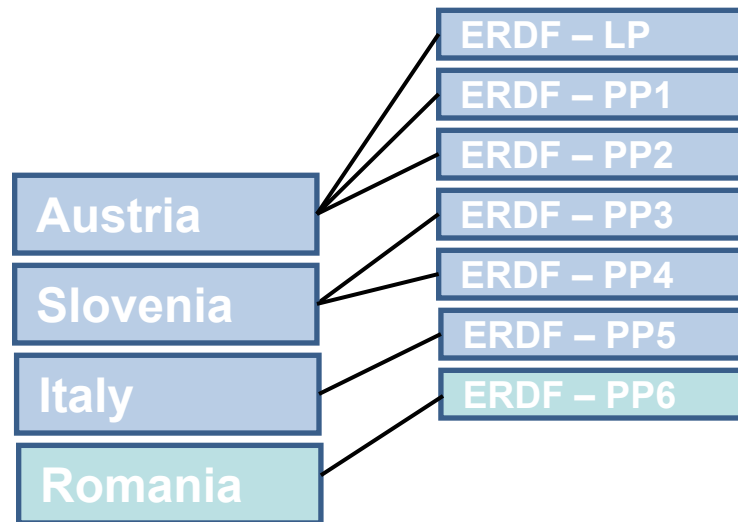 ERDF – LP
ERDF – PP1
ERDF – PP2
Austria
ERDF – PP3
Slovenia
ERDF – PP4
Italy
ERDF – PP5
Romania
ERDF – PP6